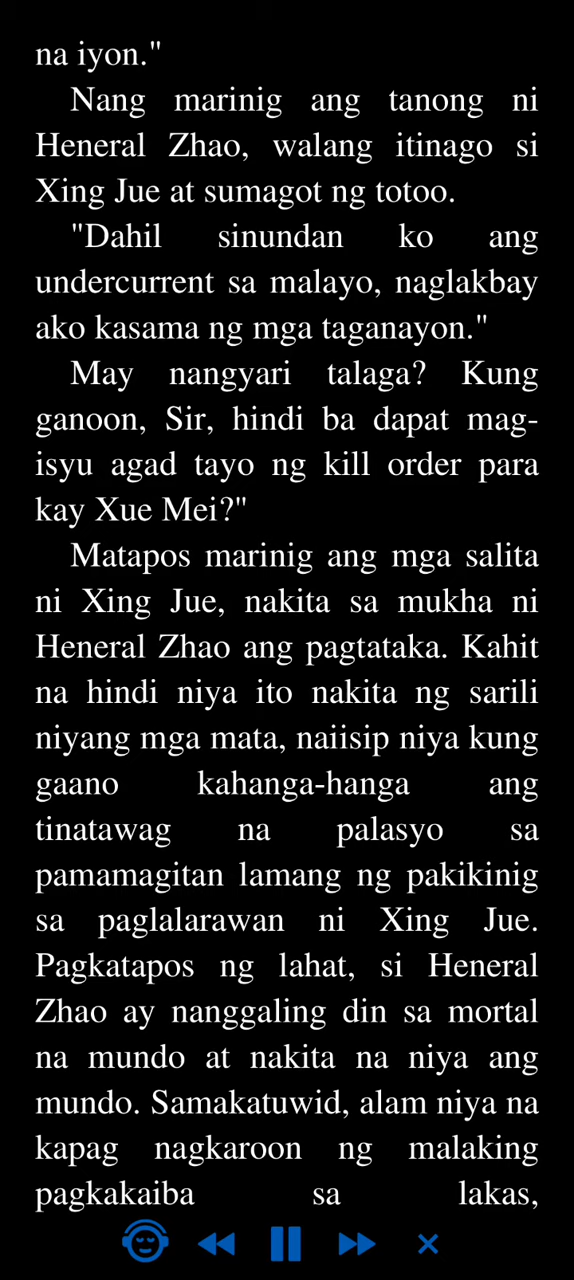 na iyon."
Nang marinig ang tanong ni
Heneral Zhao, walang itinago si
Xing Jue at sumagot ng totoo.
"Dahil sinundan ko ang
undercurrent sa malayo, naglakbay
ako kasama ng mga taganayon."
May nangyari talaga? Kung
ganoon, Sir, hindi ba dapat mag-
isyu agad tayo ng kill order para
kay Xue Mei?"
Matapos marinig ang mga salita
ni Xing Jue, nakita sa mukha ni
Heneral Zhao ang pagtataka. Kahit
na hindi niya ito nakita ng sarili
niyang mga mata, naiisip niya kung
gaano kahanga-hanga ang
tinatawag na palasyo sa
pamamagitan lamang ng pakikinig
sa paglalarawan ni Xing Jue.
Pagkatapos ng lahat, si Heneral
Zhao ay nanggaling din sa mortal
na mundo at nakita na niya ang
mundo. Samakatuwid, alam niya na
kapag nagkaroon ng malaking
pagkakaiba sa lakas,